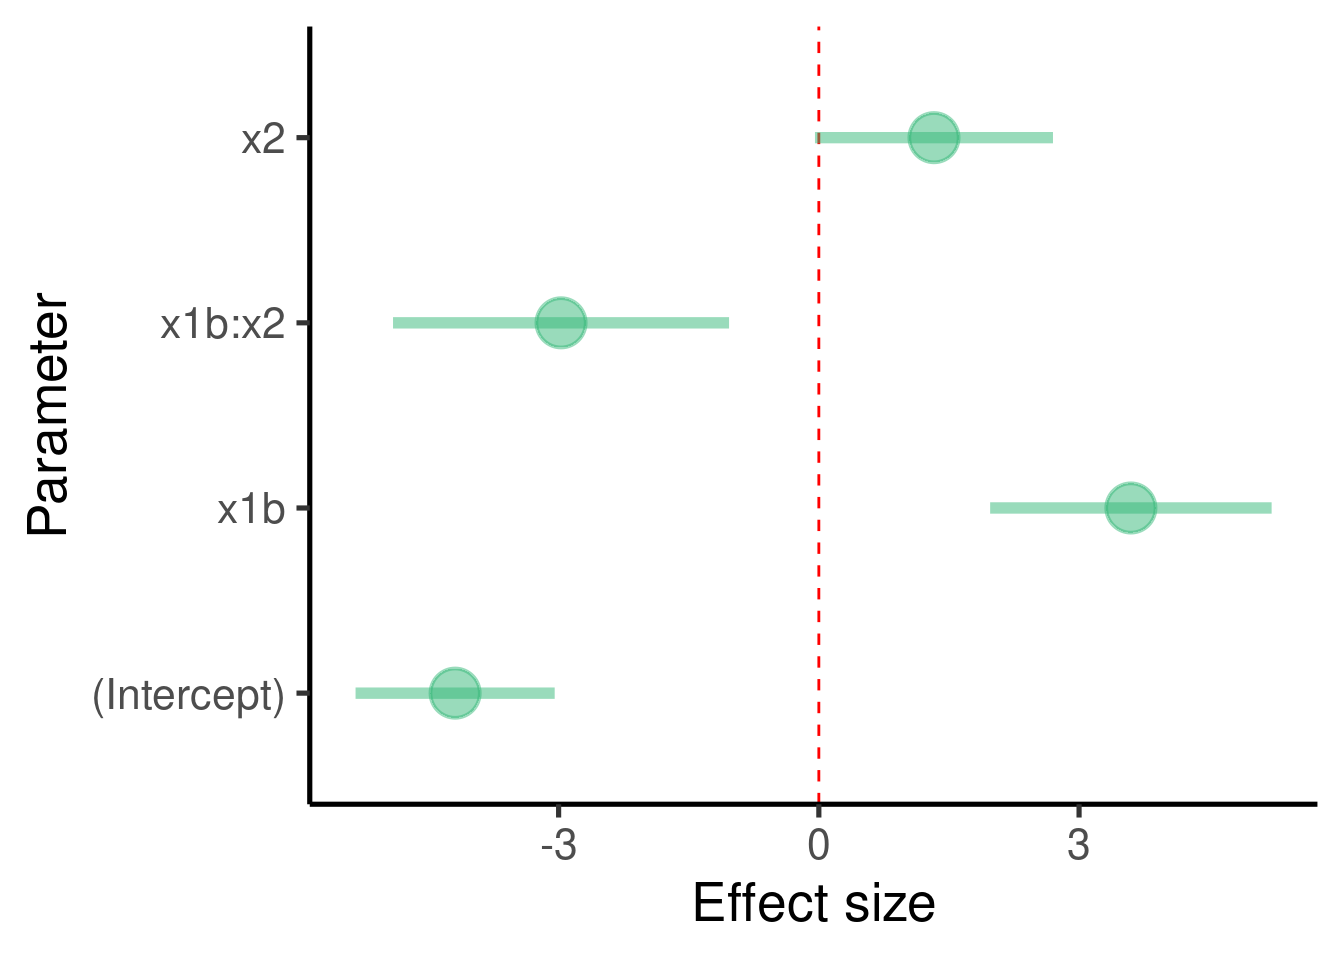 Parameter
x2
x1b:x2
x1b
(Intercept)
-3 0 3
Effect size